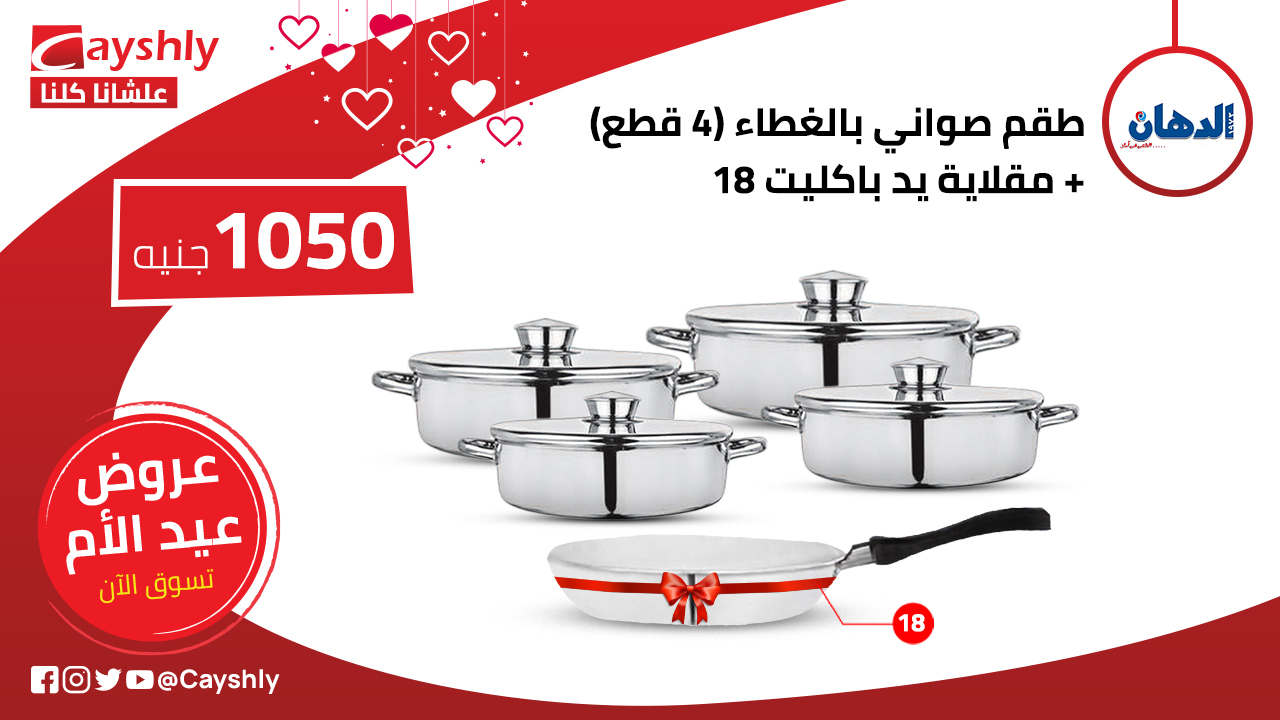 Cayshly
علشانا كلنا
الدهان
طقم صواني بالغطاء (4 قطع)
+ مقلاية يد باكليت 18
1050 جنيه
عروض
عيد الأم
تسوق الآن
18
@Cayshly